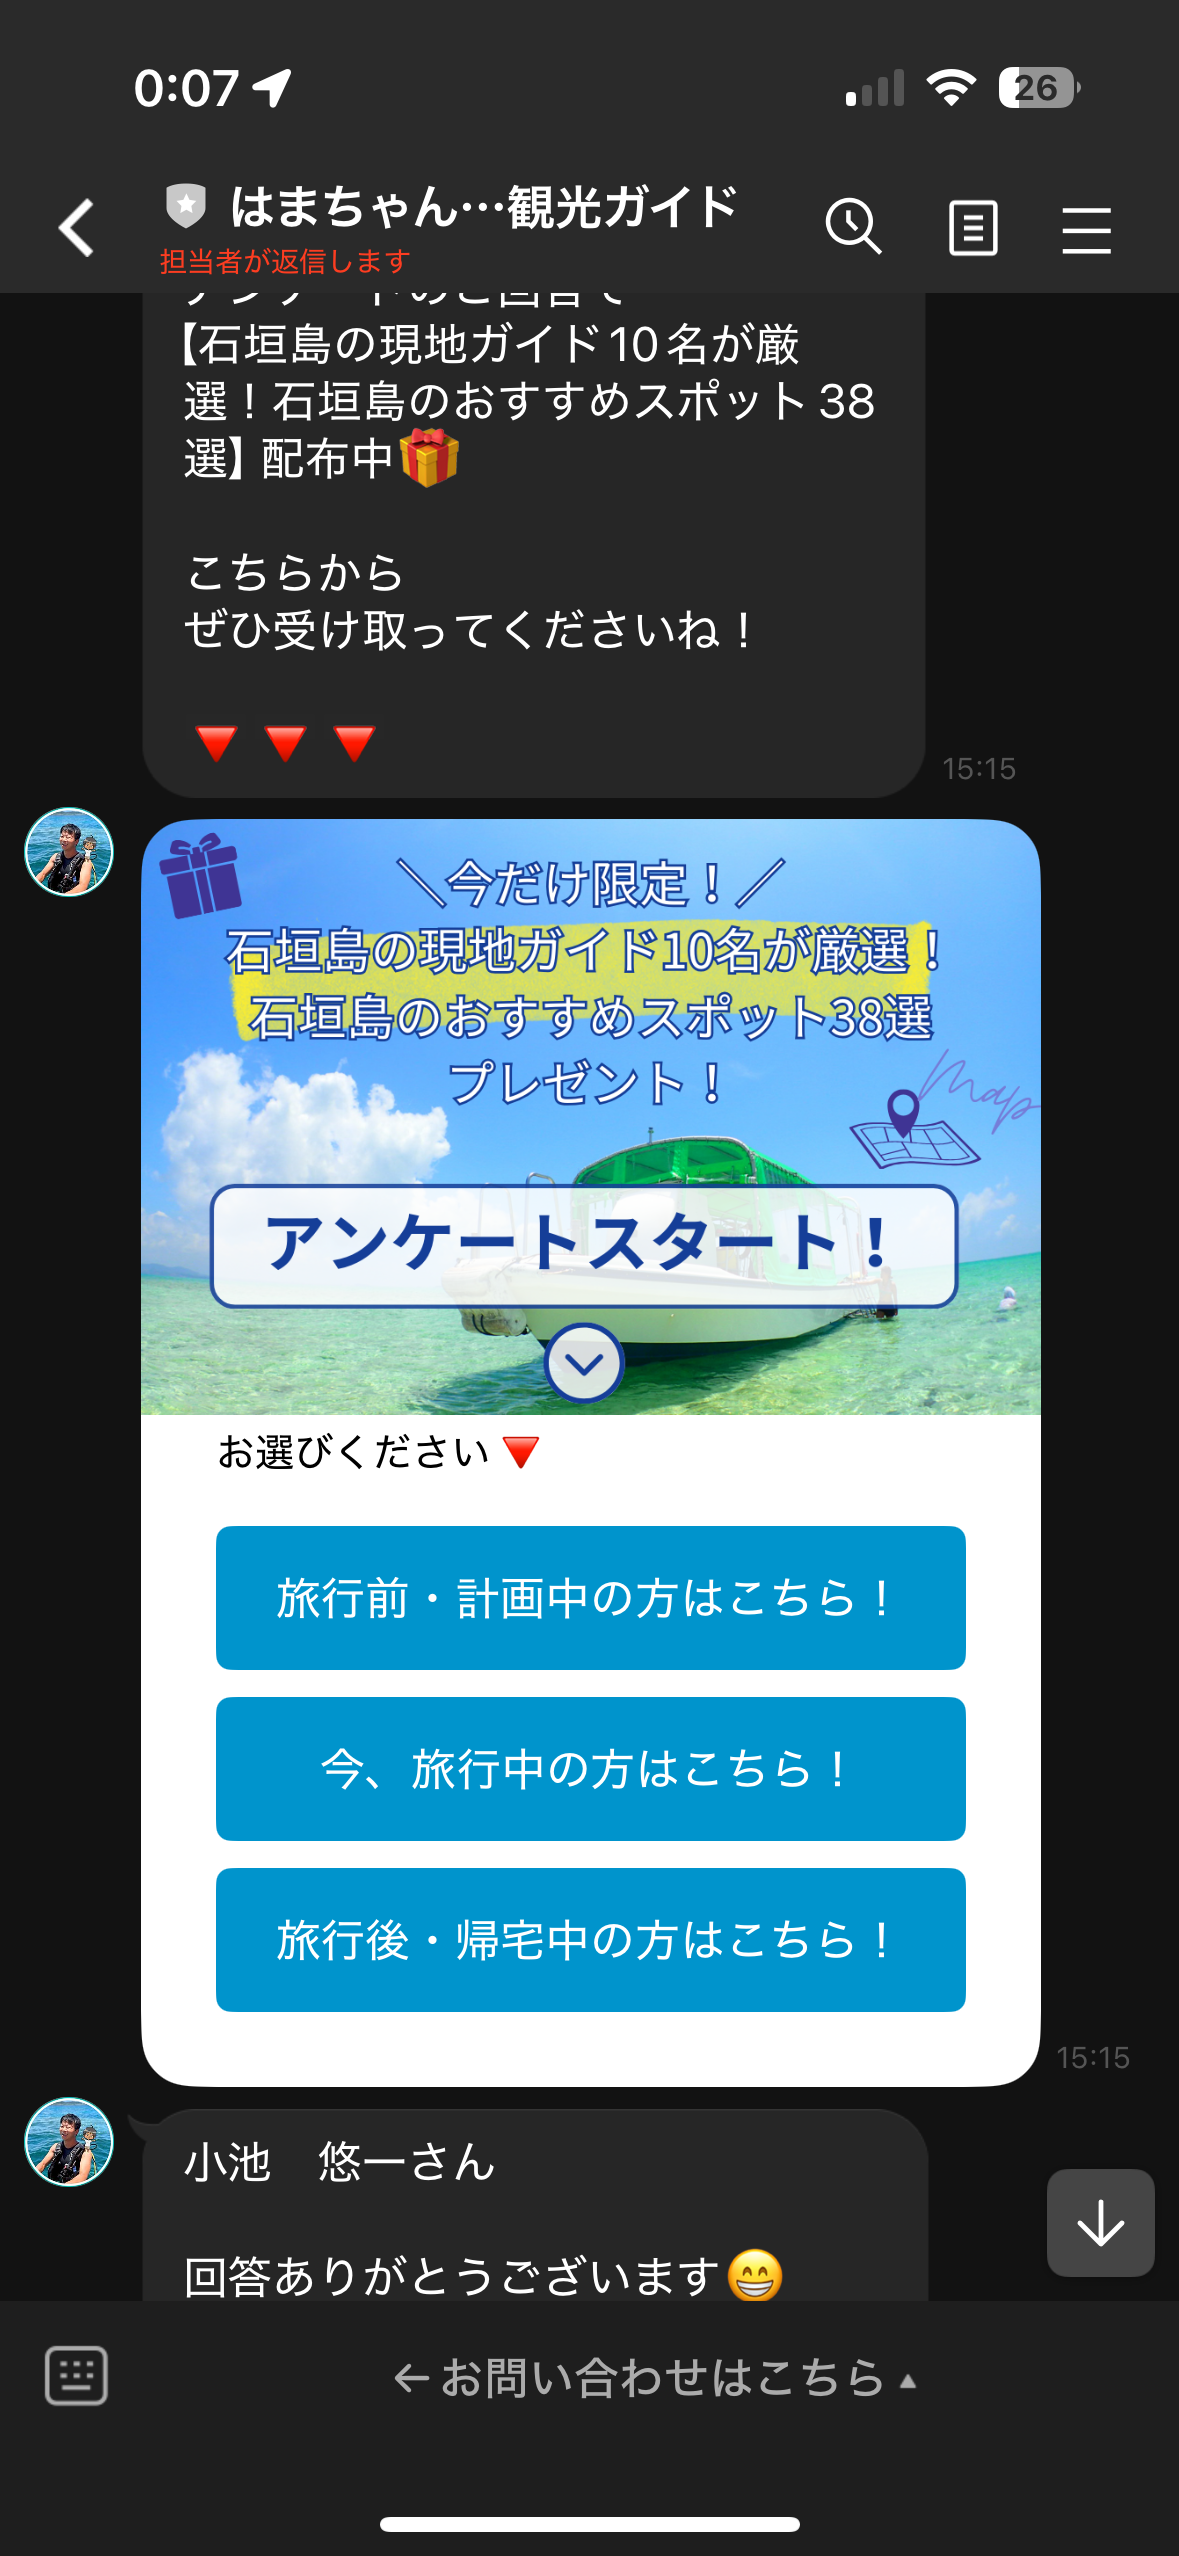 0:07
26
はまちゃん…観光ガイド
担当者が返信します
アンケートのご回答で
【石垣島の現地ガイド10名が厳
選！石垣島のおすすめスポット38
選】配布中🎁
こちらから
ぜひ受け取ってくださいね！
🔻🔻🔻
15:15
＼今だけ限定！／
石垣島の現地ガイド10名が厳選！
石垣島のおすすめスポット38選
プレゼント！
Map
アンケートスタート！
お選びください🔻
旅行前・計画中の方はこちら！
今、旅行中の方はこちら！
旅行後・帰宅中の方はこちら！
15:15
小池　悠一さん
回答ありがとうございます😁
←お問い合わせはこちら▲